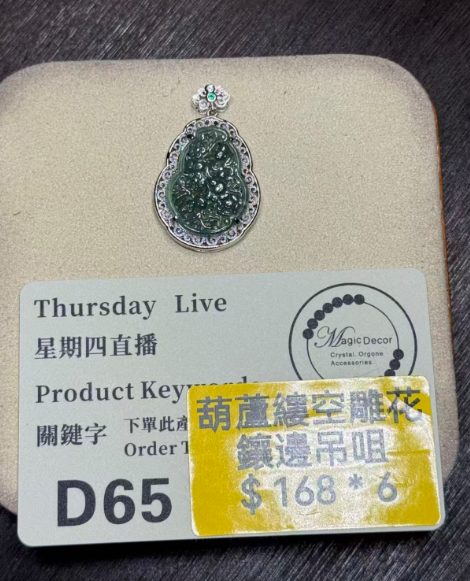 Thursday Live
星期四直播
Magic Decor
Crystal. Orgone
Accessories
Product Keywords
關鍵字 下單此產
Order T
D65
葫蘆縷空雕花
鑲邊吊咀
$168*6